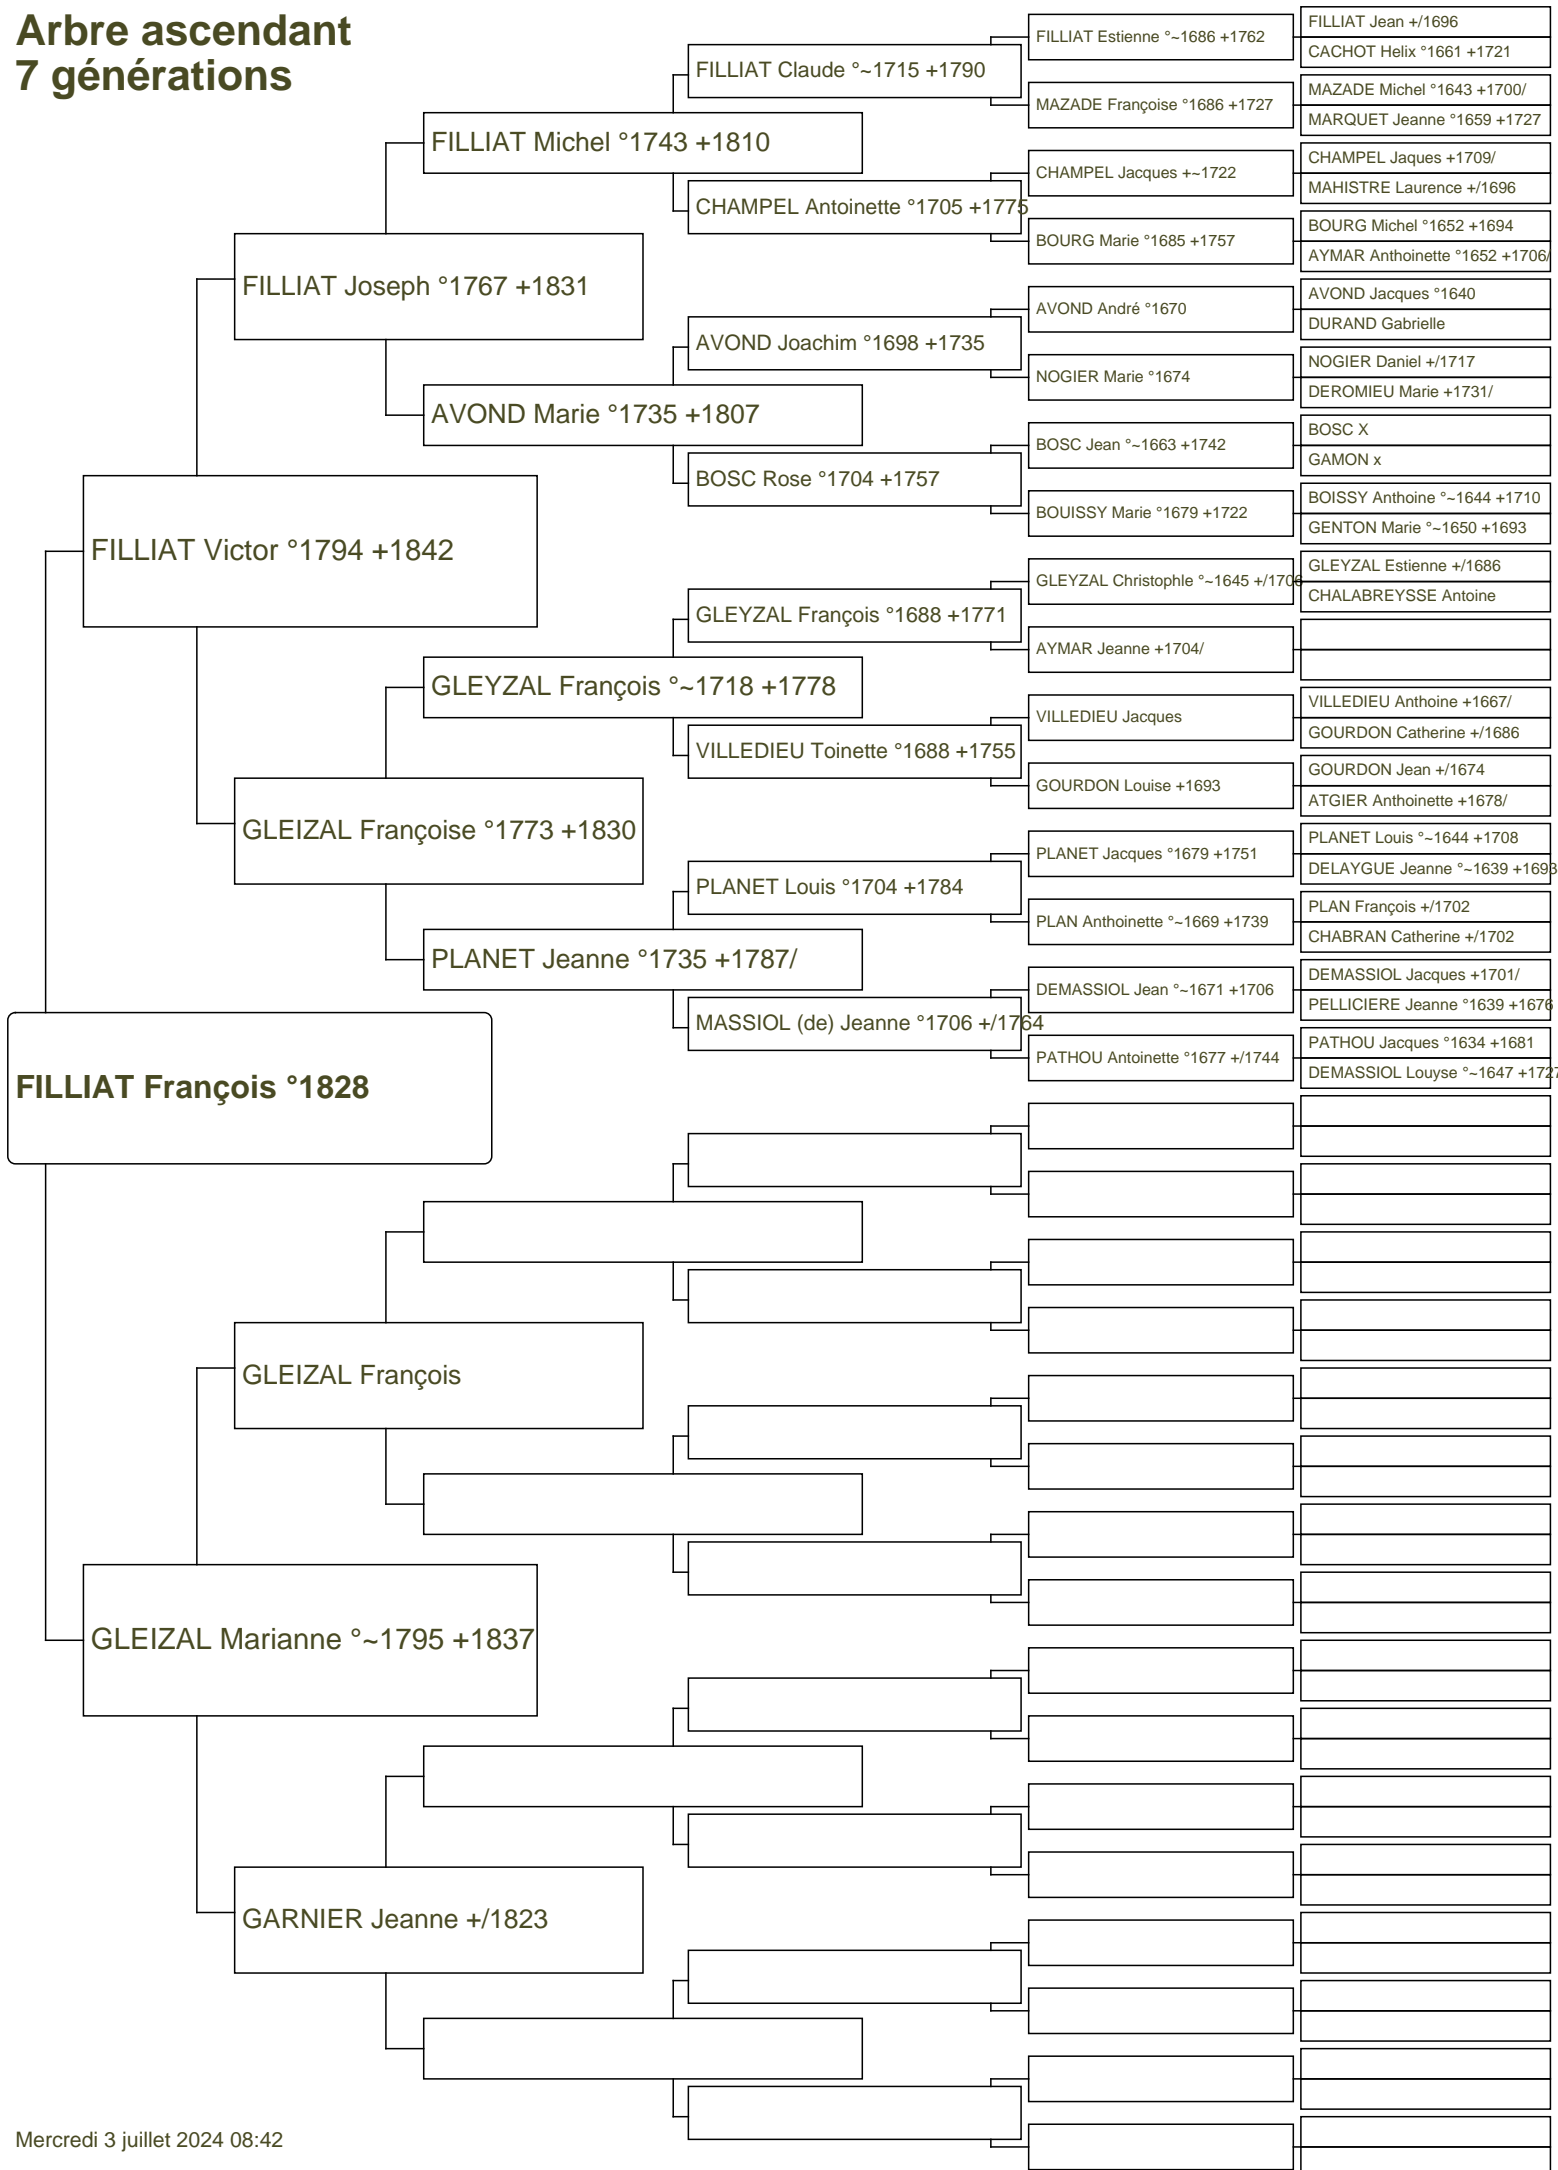 Arbre ascendant
7 générations
FILLIAT François °1828
FILLIAT Victor °1794 +1842
GLEIZAL Marianne °~1795 +1837
FILLIAT Joseph °1767 +1831
GLEIZAL Françoise °1773 +1830
GLEIZAL François
GARNIER Jeanne +/1823
FILLIAT Michel °1743 +1810
AVOND Marie °1735 +1807
GLEYZAL François °~1718 +1778
PLANET Jeanne °1735 +1787/
FILLIAT Claude °~1715 +1790
CHAMPEL Antoinette °1705 +1775
AVOND Joachim °1698 +1735
BOSC Rose °1704 +1757
GLEYZAL François °1688 +1771
VILLEDIEU Toinette °1688 +1755
PLANET Louis °1704 +1784
MASSIOL (de) Jeanne °1706 +/1764
FILLIAT Estienne °~1686 +1762
MAZADE Françoise °1686 +1727
CHAMPEL Jacques +~1722
BOURG Marie °1685 +1757
AVOND André °1670
NOGIER Marie °1674
BOSC Jean °~1663 +1742
BOUISSY Marie °1679 +1722
GLEYZAL Christophle °~1645 +/1706
AYMAR Jeanne +1704/
VILLEDIEU Jacques
GOURDON Louise +1693
PLANET Jacques °1679 +1751
PLAN Anthoinette °~1669 +1739
DEMASSIOL Jean °~1671 +1706
PATHOU Antoinette °1677 +/1744
FILLIAT Jean +/1696
CACHOT Helix °1661 +1721
MAZADE Michel °1643 +1700/
MARQUET Jeanne °1659 +1727
CHAMPEL Jaques +1709/
MAHISTRE Laurence +/1696
BOURG Michel °1652 +1694
AYMAR Anthoinette °1652 +1706/
AVOND Jacques °1640
DURAND Gabrielle
NOGIER Daniel +/1717
DEROMIEU Marie +1731/
BOSC X
GAMON x
BOISSY Anthoine °~1644 +1710
GENTON Marie °~1650 +1693
GLEYZAL Estienne +/1686
CHALABREYSSE Antoine
VILLEDIEU Anthoine +1667/
GOURDON Catherine +/1686
GOURDON Jean +/1674
ATGIER Anthoinette +1678/
PLANET Louis °~1644 +1708
DELAYGUE Jeanne °~1639 +1693
PLAN François +/1702
CHABRAN Catherine +/1702
DEMASSIOL Jacques +1701/
PELLICIERE Jeanne °1639 +1676
PATHOU Jacques °1634 +1681
DEMASSIOL Louyse °~1647 +1727
Mercredi 3 juillet 2024 08:42